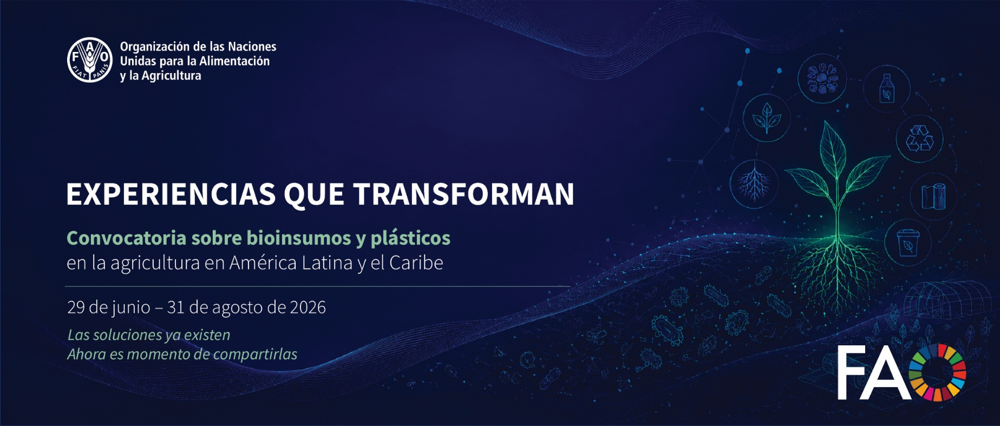 FAO
FIAT PANIS
Organización de las Naciones
Unidas para la Alimentación
y la Agricultura
EXPERIENCIAS QUE TRANSFORMAN
Convocatoria sobre bioinsumos y plásticos
en la agricultura en América Latina y el Caribe
29 de junio – 31 de agosto de 2026
Las soluciones ya existen
Ahora es momento de compartirlas
FAO